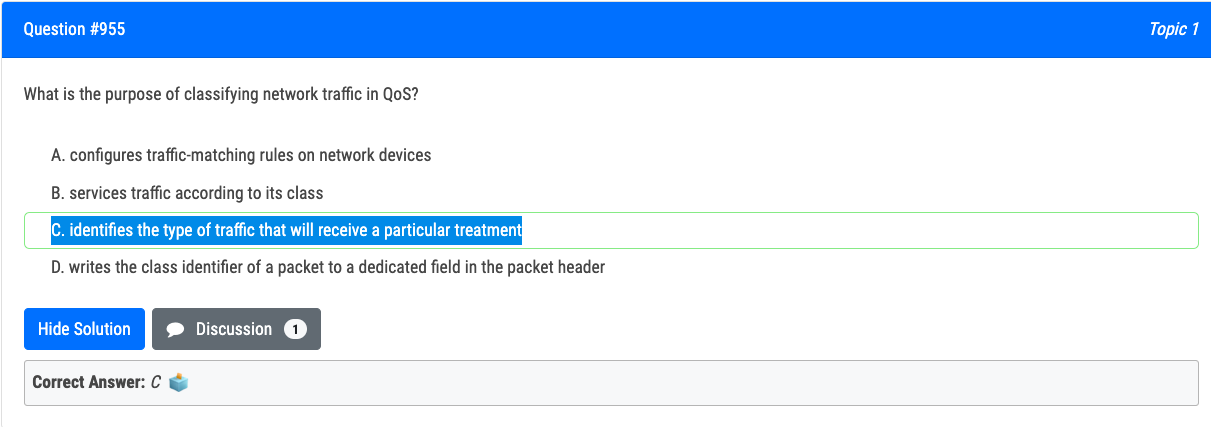 Question #955
Topic 1
What is the purpose of classifying network traffic in QoS?
A. configures traffic-matching rules on network devices
B. services traffic according to its class
C. identifies the type of traffic that will receive a particular treatment
D. writes the class identifier of a packet to a dedicated field in the packet header
Hide Solution
Discussion 1
Correct Answer: C